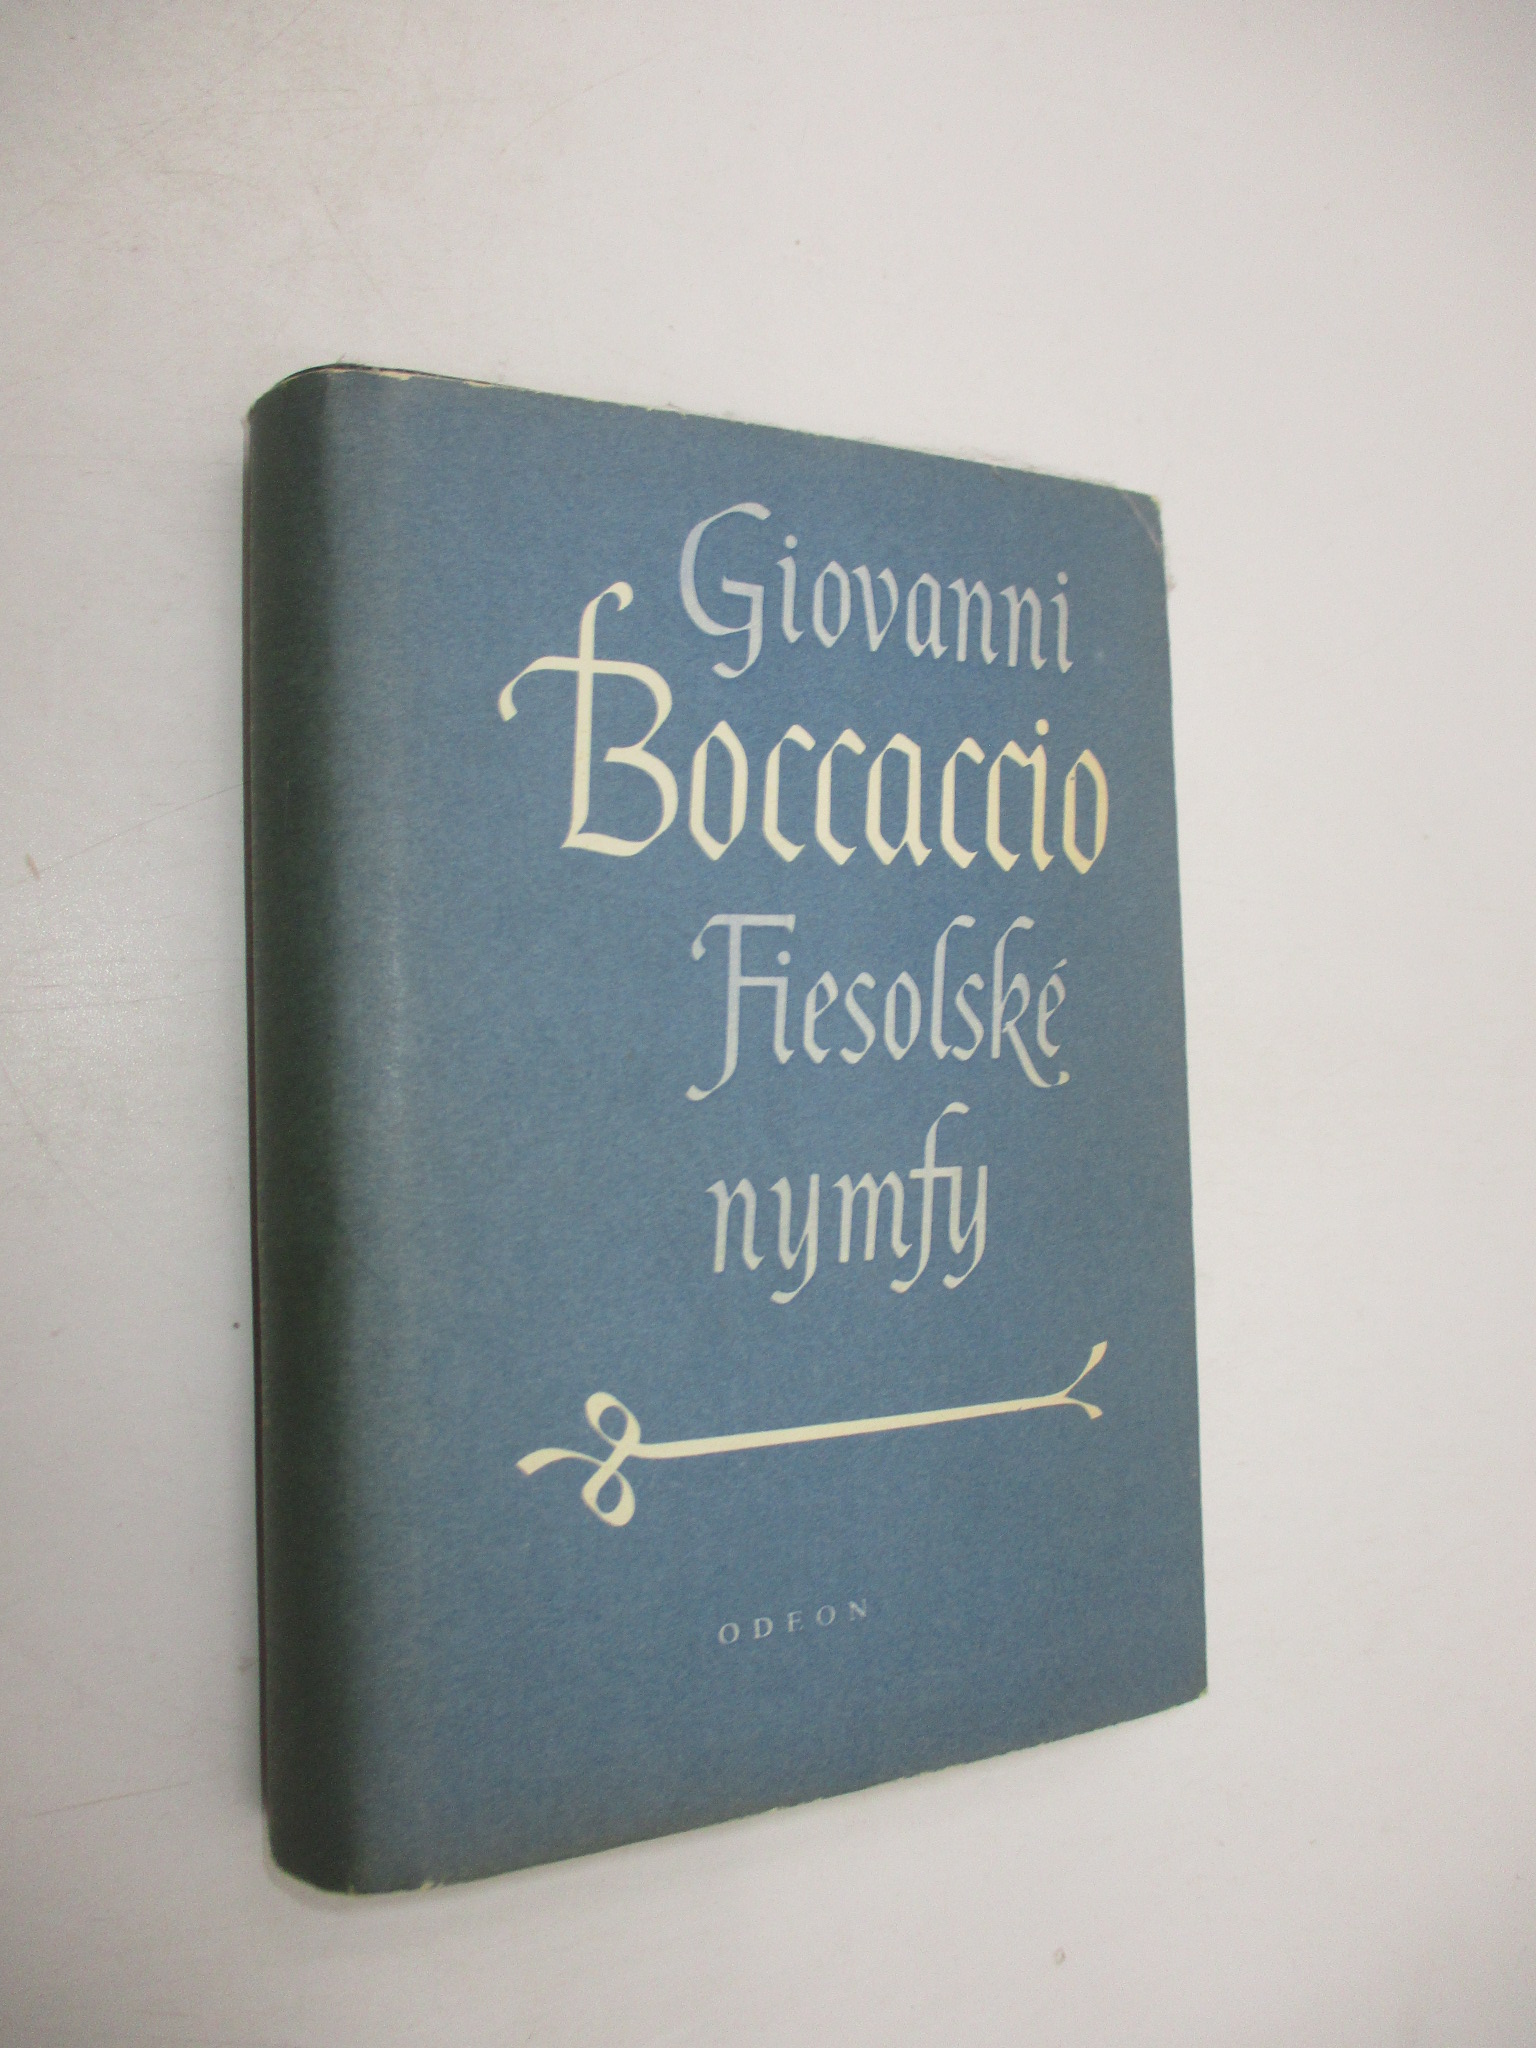 Giovanni
Boccaccio
Fiesolské
nymfy
ODEON